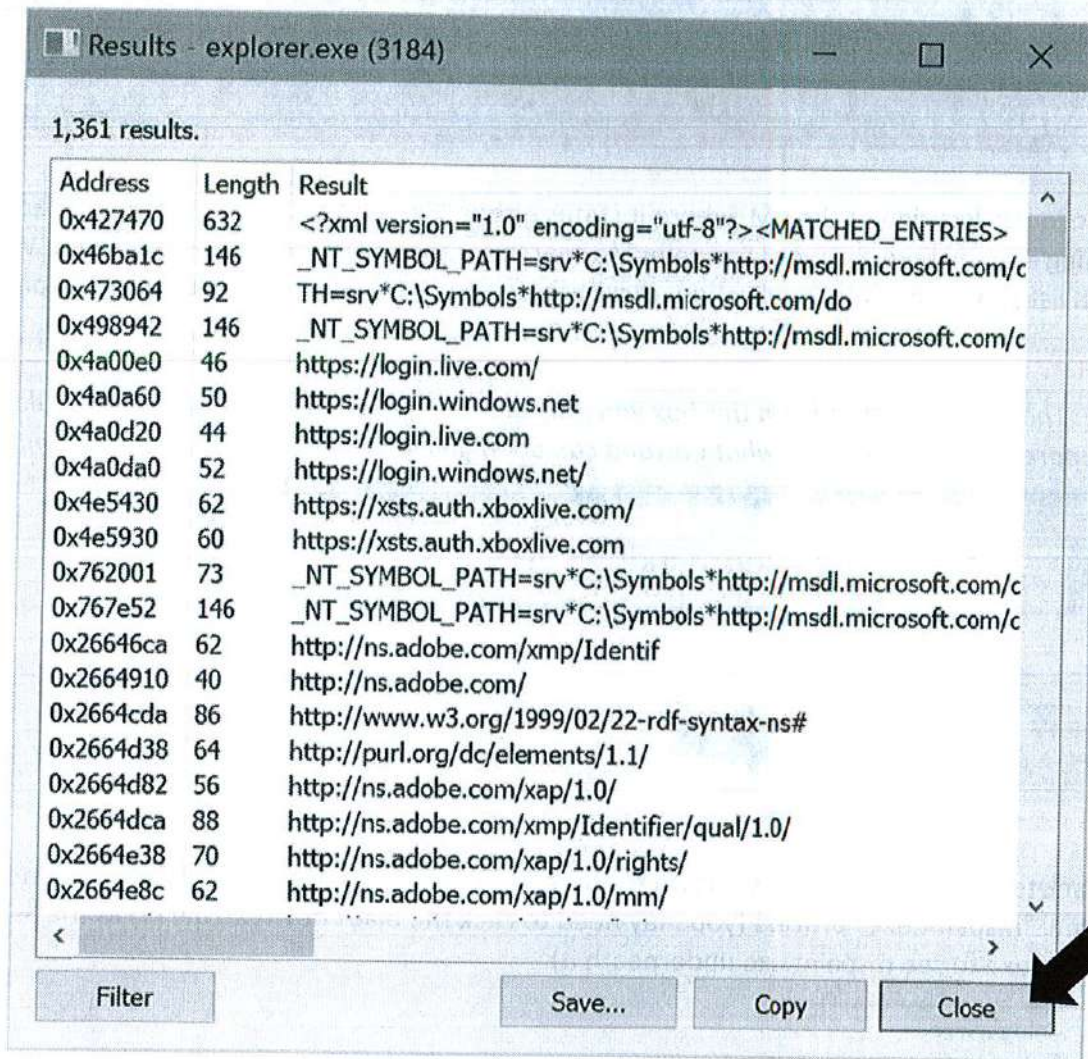 Results - explorer.exe (3184)
1,361 results.
Address Length Result
0x427470 632 <?xml version="1.0" encoding="utf-8"?><MATCHED_ENTRIES>
0x46ba1c 146 _NT_SYMBOL_PATH=srv*C:\Symbols*http://msdl.microsoft.com/c
0x473064 92 TH=srv*C:\Symbols*http://msdl.microsoft.com/do
0x498942 146 _NT_SYMBOL_PATH=srv*C:\Symbols*http://msdl.microsoft.com/c
0x4a00e0 46 https://login.live.com/
0x4a0a60 50 https://login.windows.net
0x4a0d20 44 https://login.live.com
0x4a0da0 52 https://login.windows.net/
0x4e5430 62 https://xsts.auth.xboxlive.com/
0x4e5930 60 https://xsts.auth.xboxlive.com
0x762001 73 _NT_SYMBOL_PATH=srv*C:\Symbols*http://msdl.microsoft.com/c
0x767e52 146 _NT_SYMBOL_PATH=srv*C:\Symbols*http://msdl.microsoft.com/c
0x26646ca 62 http://ns.adobe.com/xmp/Identif
0x2664910 40 http://ns.adobe.com/
0x2664cda 86 http://www.w3.org/1999/02/22-rdf-syntax-ns#
0x2664d38 64 http://purl.org/dc/elements/1.1/
0x2664d82 56 http://ns.adobe.com/xap/1.0/
0x2664dca 88 http://ns.adobe.com/xmp/Identifier/qual/1.0/
0x2664e38 70 http://ns.adobe.com/xap/1.0/rights/
0x2664e8c 62 http://ns.adobe.com/xap/1.0/mm/
Filter Save... Copy Close